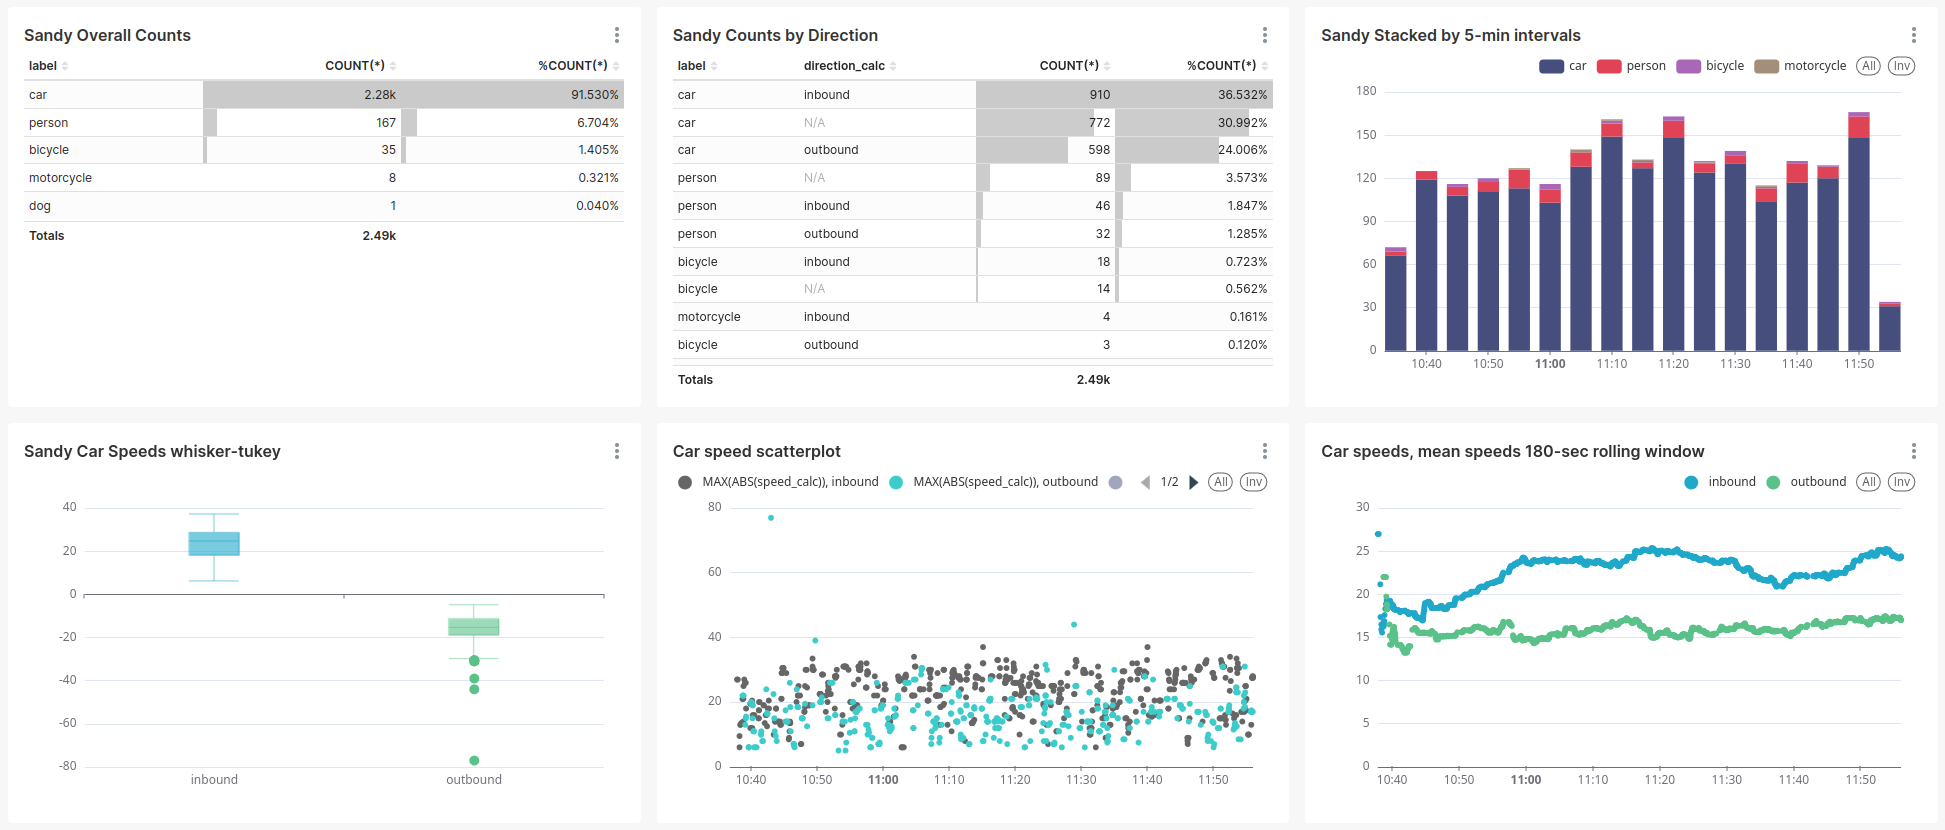 Sandy Overall Counts
label COUNT(*) %COUNT(*)
car 2.28k 91.530%
person 167 6.704%
bicycle 35 1.405%
motorcycle 8 0.321%
dog 1 0.040%
Totals 2.49k
Sandy Counts by Direction
label direction_calc COUNT(*) %COUNT(*)
car inbound 910 36.532%
car N/A 772 30.992%
car outbound 598 24.006%
person N/A 89 3.573%
person inbound 46 1.847%
person outbound 32 1.285%
bicycle inbound 18 0.723%
bicycle N/A 14 0.562%
motorcycle inbound 4 0.161%
bicycle outbound 3 0.120%
Totals 2.49k
Sandy Stacked by 5-min intervals
car person bicycle motorcycle All Inv
180
150
120
90
60
30
0
10:40 10:50 11:00 11:10 11:20 11:30 11:40 11:50
Sandy Car Speeds whisker-tukey
40
20
0
-20
-40
-60
-80
inbound outbound
Car speed scatterplot
MAX(ABS(speed_calc)), inbound MAX(ABS(speed_calc)), outbound 1/2 All Inv
80
60
40
20
0
10:40 10:50 11:00 11:10 11:20 11:30 11:40 11:50
Car speeds, mean speeds 180-sec rolling window
inbound outbound All Inv
30
25
20
15
10
5
0
10:40 10:50 11:00 11:10 11:20 11:30 11:40 11:50